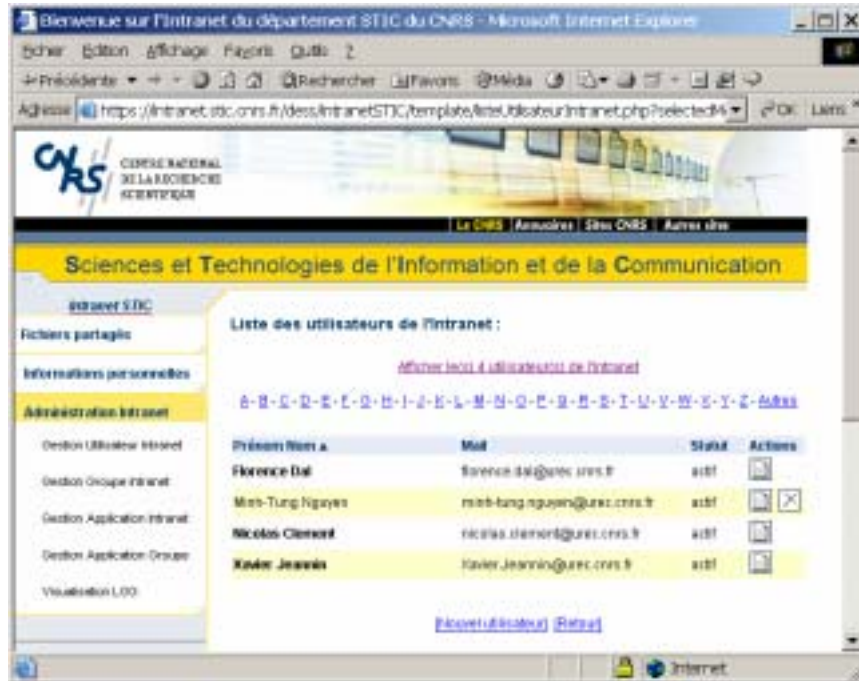 Bienvenue sur l'Intranet du département STIC du CNRS - Microsoft Internet Explorer
Fichier Edition Affichage Favoris Outils ?
Précédente Rechercher Favoris Média
Adresse https://intranet.stic.cnrs.fr/dess/intranetSTIC/template/listeUtilisateurIntranet.php?selectedM OK Liens
CNRS
CENTRE NATIONAL
DE LA RECHERCHE
SCIENTIFIQUE
Le CNRS Annuaires Sites CNRS Autres sites
Sciences et Technologies de l'Information et de la Communication
Intranet STIC
Fichiers partagés
Informations personnelles
Administration Intranet
Gestion Utilisateur Intranet
Gestion Groupe Intranet
Gestion Application Intranet
Gestion Application Groupe
Visualisation LOG
Liste des utilisateurs de l'Intranet :
Afficher le(s) 4 utilisateur(s) de l'intranet
A - B - C - D - E - F - G - H - I - J - K - L - M - N - O - P - Q - R - S - T - U - V - W - X - Y - Z - Autres
Prénom Nom Mail Statut Actions
Florence Dal florence.dal@urec.cnrs.fr actif
Minh-Tung Nguyen minh-tung.nguyen@urec.cnrs.fr actif
Nicolas Clement nicolas.clement@urec.cnrs.fr actif
Xavier Jeannin Xavier.Jeannin@urec.cnrs.fr actif
[Nouvel utilisateur] [Retour]
Internet